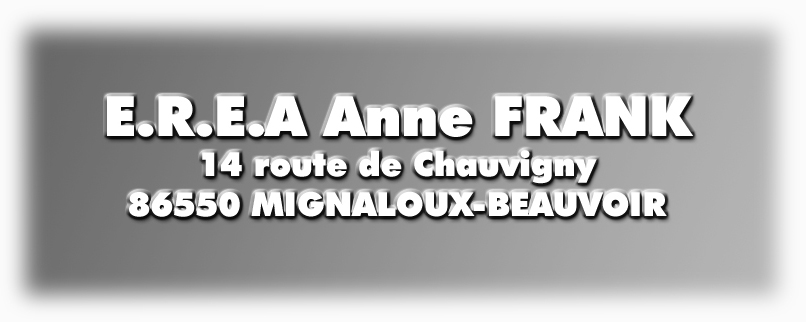 E.R.E.A Anne FRANK
14 route de Chauvigny
86550 MIGNALOUX-BEAUVOIR